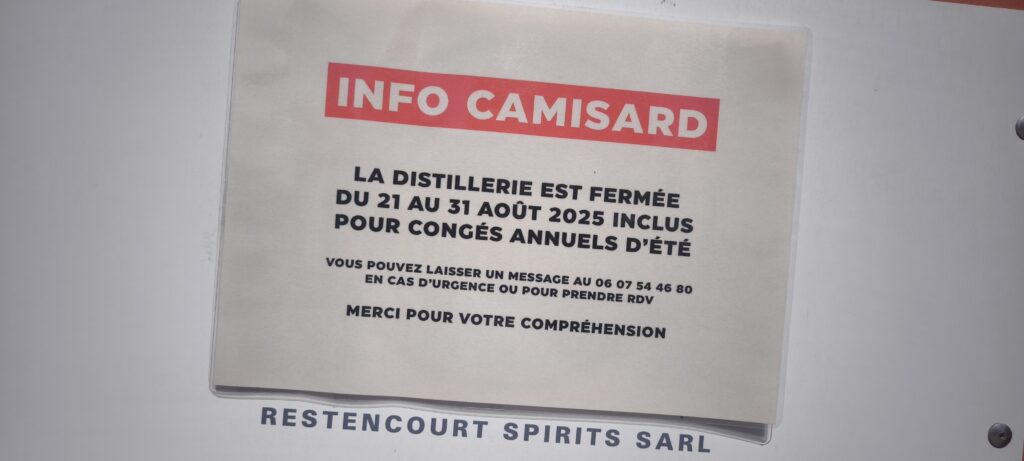 INFO CAMISARD
LA DISTILLERIE EST FERMÉE
DU 21 AU 31 AOÛT 2025 INCLUS
POUR CONGÉS ANNUELS D'ÉTÉ
VOUS POUVEZ LAISSER UN MESSAGE AU 06 07 54 46 80
EN CAS D'URGENCE OU POUR PRENDRE RDV
MERCI POUR VOTRE COMPRÉHENSION
RESTENCOURT SPIRITS SARL